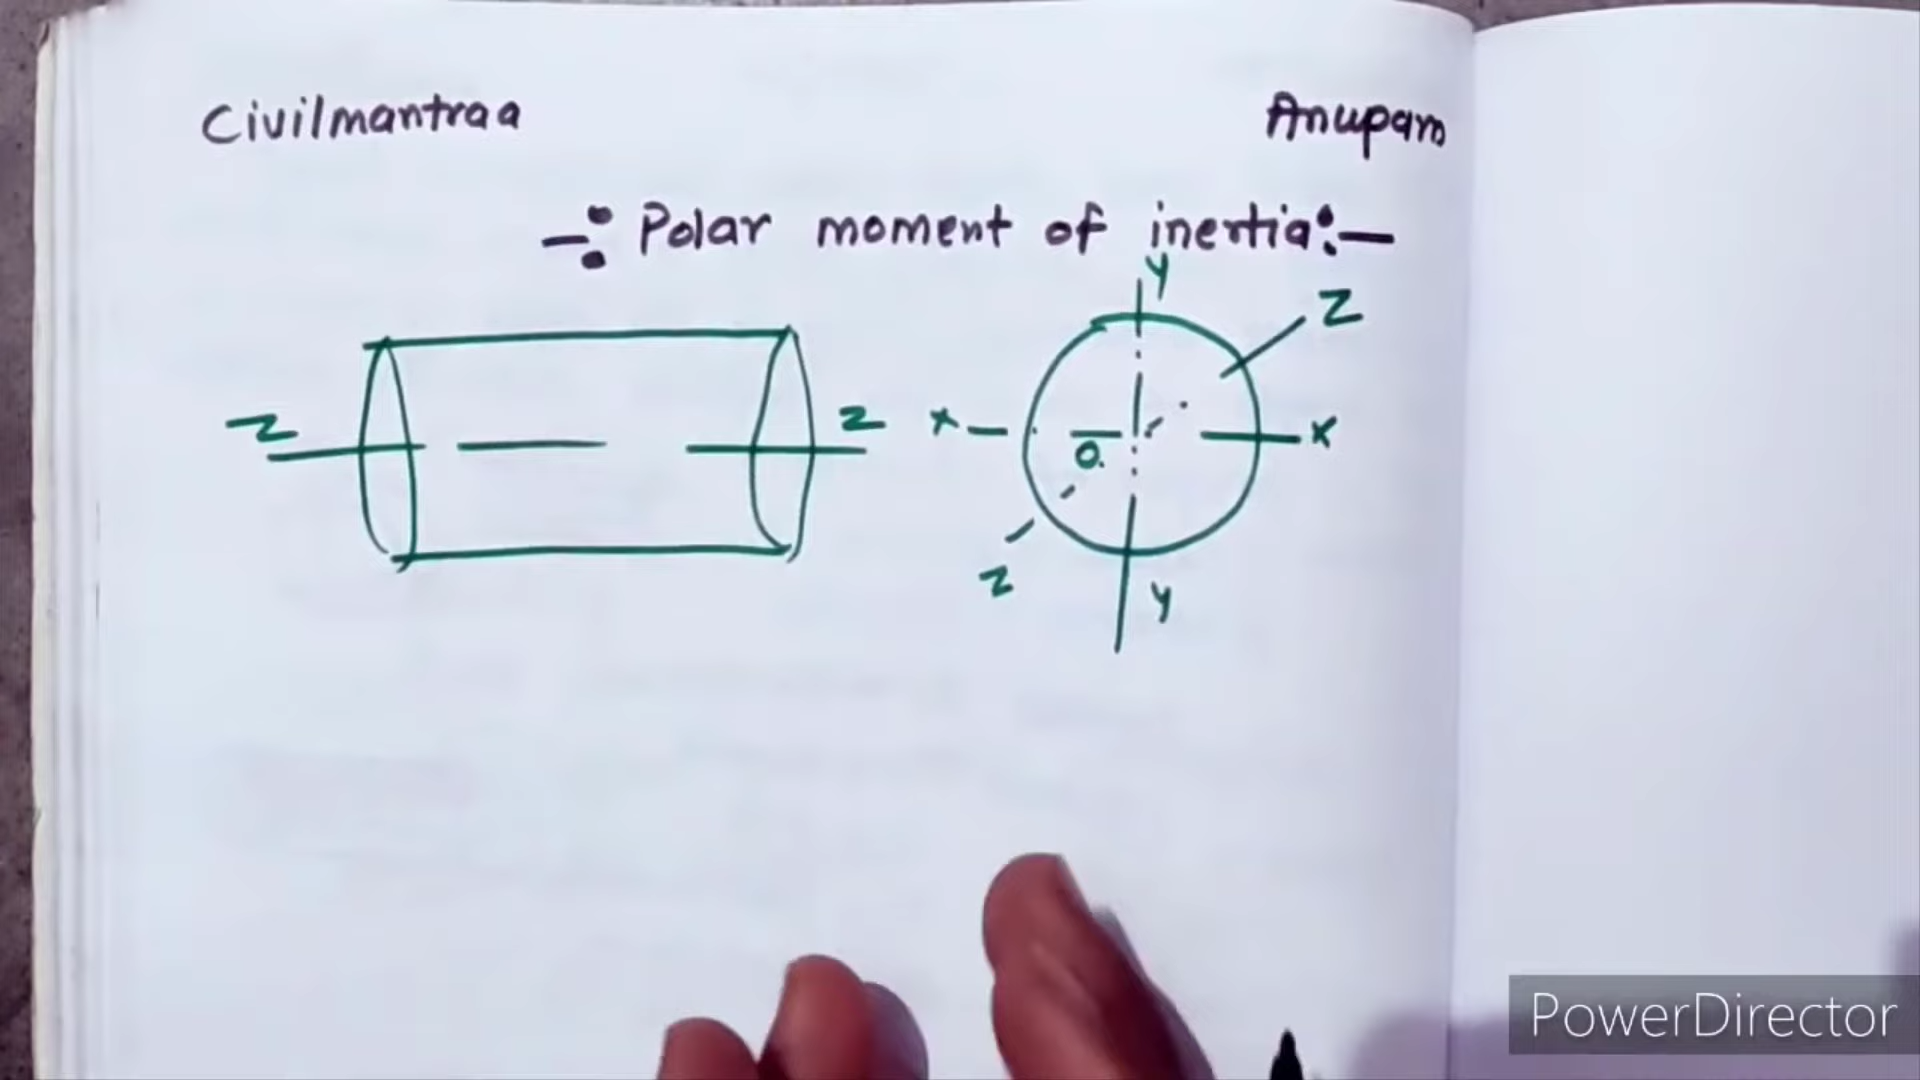 Civilmantraa
Anupam
-: Polar moment of inertia:-
y
Z
Z
Z
x
x
O.
Z
y
PowerDirector